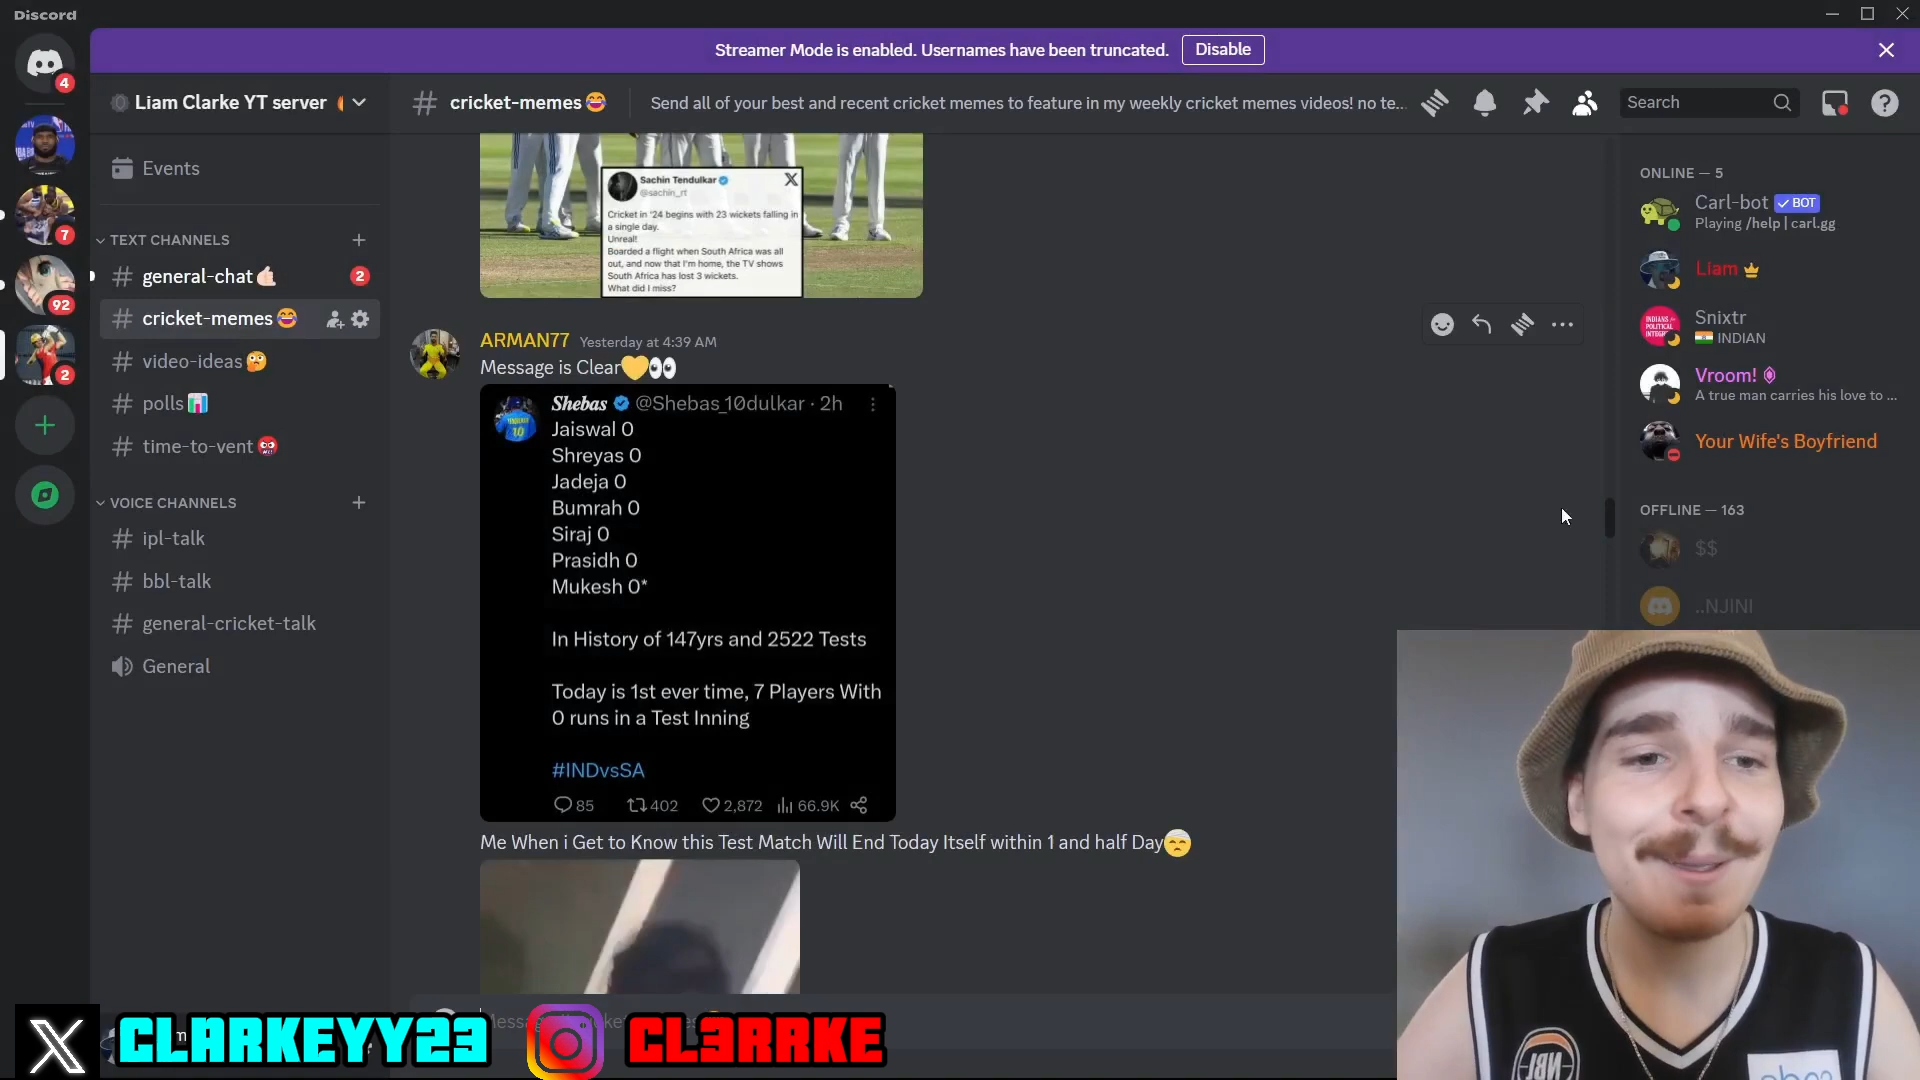 Discord
Streamer Mode is enabled. Usernames have been truncated.
Disable
4
7
92
2
Liam Clarke YT server
Events
TEXT CHANNELS
general-chat
2
cricket-memes
video-ideas
polls
time-to-vent
VOICE CHANNELS
ipl-talk
bbl-talk
general-cricket-talk
General
cricket-memes
Send all of your best and recent cricket memes to feature in my weekly cricket memes videos! no te...
Search
Sachin Tendulkar
@sachin_rt
Cricket in '24 begins with 23 wickets falling in
a single day.
Unreal!
Boarded a flight when South Africa was all
out, and now that I'm home, the TV shows
South Africa has lost 3 wickets.
What did I miss?
ARMAN77 Yesterday at 4:39 AM
Message is Clear💛👀
Shebas @Shebas_10dulkar · 2h
Jaiswal 0
Shreyas 0
Jadeja 0
Bumrah 0
Siraj 0
Prasidh 0
Mukesh 0*
In History of 147yrs and 2522 Tests
Today is 1st ever time, 7 Players With
0 runs in a Test Inning
#INDvsSA
85 402 2,872 66.9K
Me When i Get to Know this Test Match Will End Today Itself within 1 and half Day
ONLINE — 5
Carl-bot BOT
Playing /help | carl.gg
Liam
Snixtr
INDIAN
Vroom!
A true man carries his love to ...
Your Wife's Boyfriend
OFFLINE — 163
$$
..NJINI
CLARKEYY23
CL3RRKE
NBL